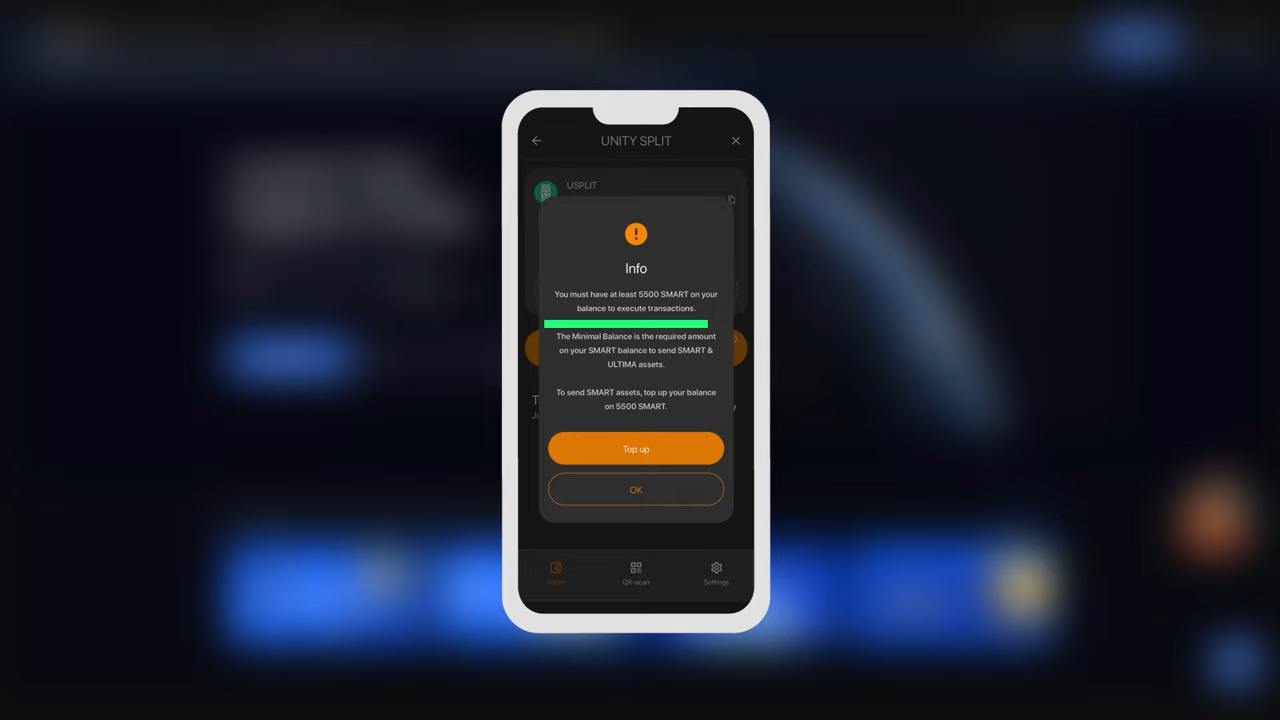 UNITY SPLIT
USPLIT
Info
You must have at least 5500 SMART on your
balance to execute transactions.
The Minimal Balance is the required amount
on your SMART balance to send SMART &
ULTIMA assets.
To send SMART assets, top up your balance
on 5500 SMART.
Top up
OK
QR-scan
Settings